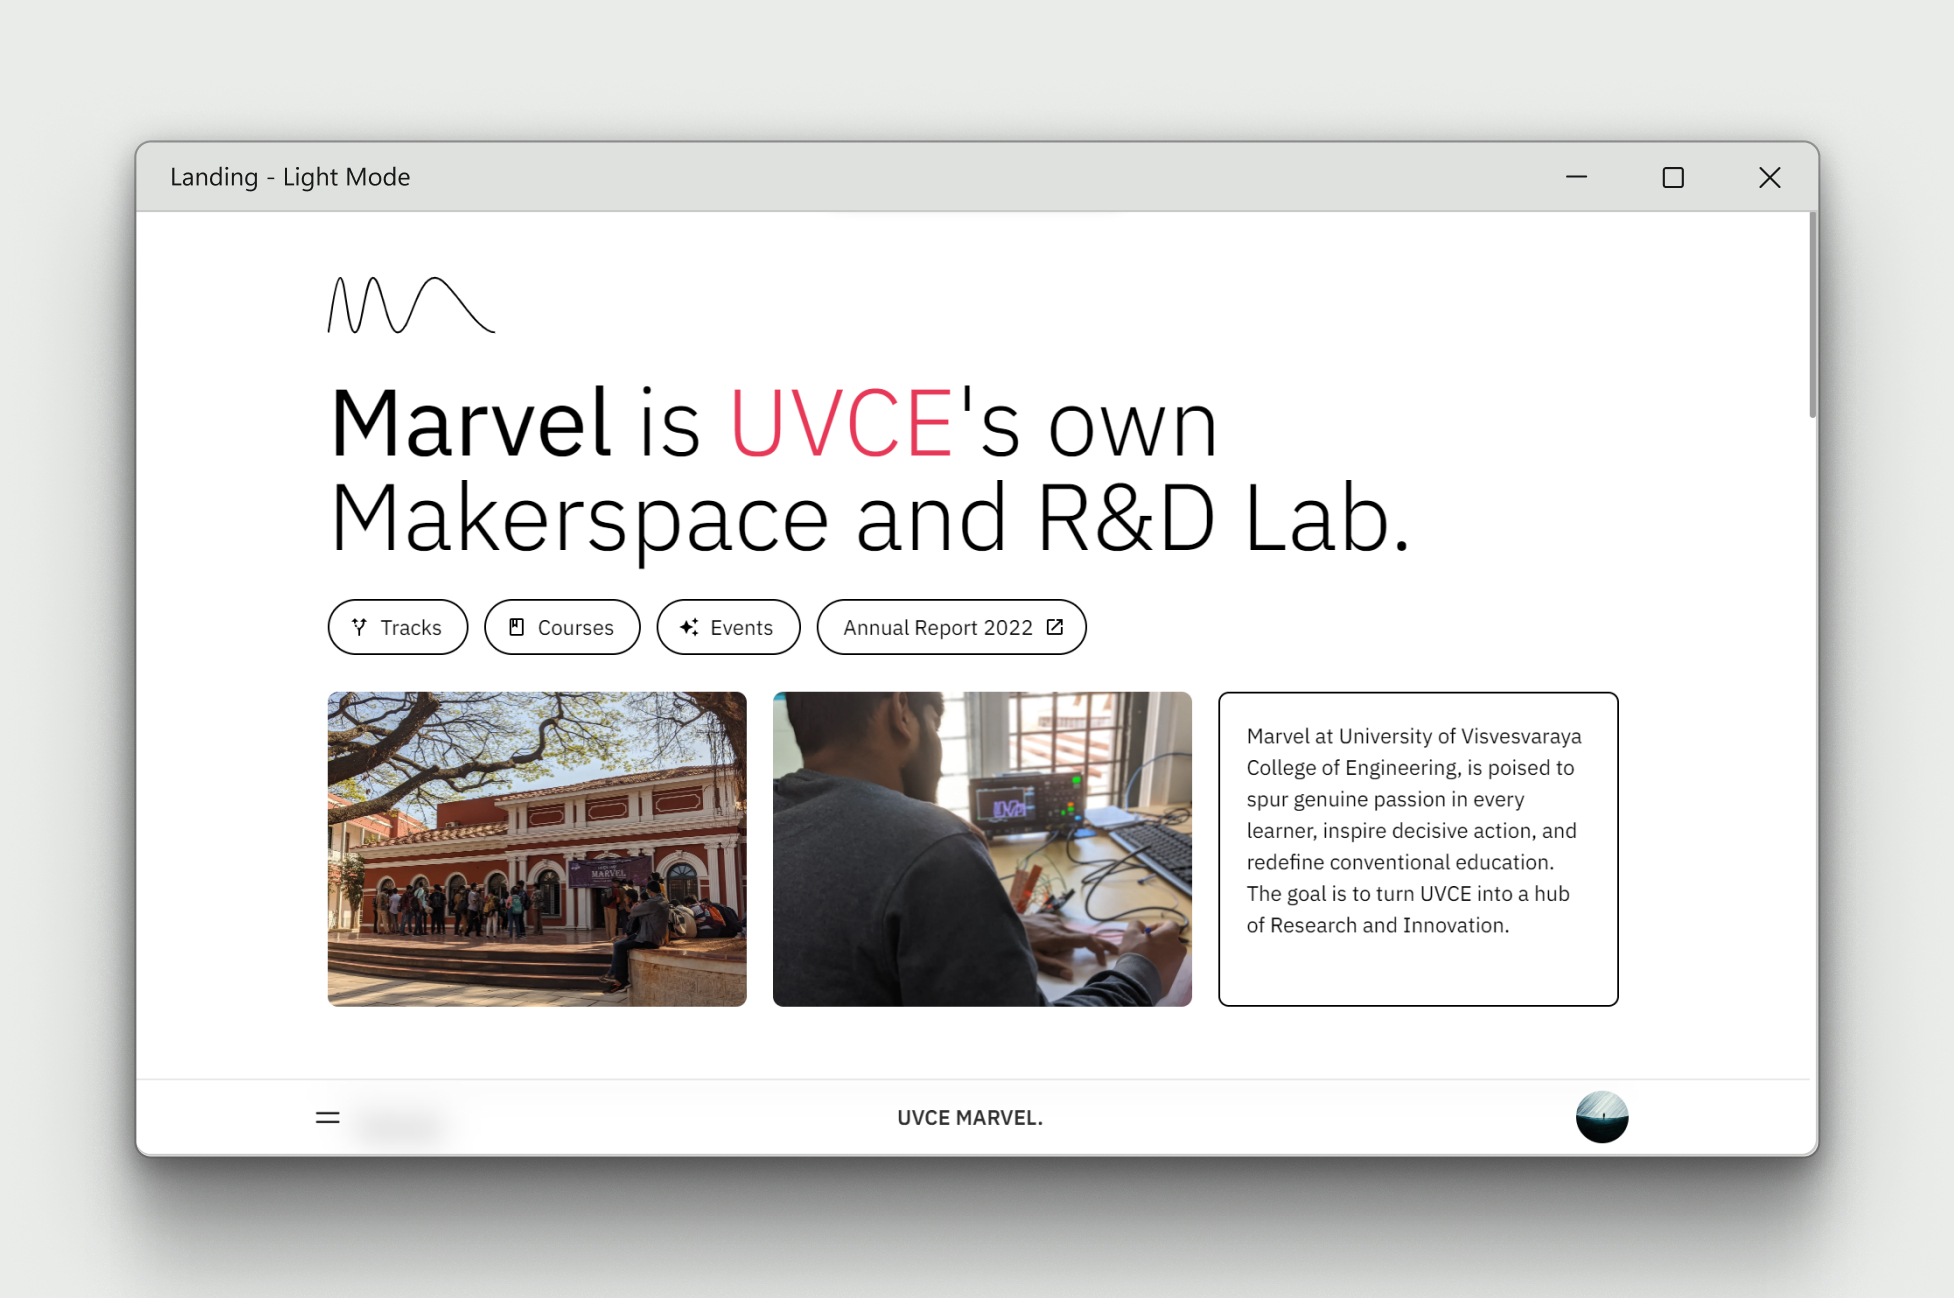 Landing - Light Mode
Marvel is UVCE's own
Makerspace and R&D Lab.
Tracks
Courses
Events
Annual Report 2022
MARVEL
Marvel at University of Visvesvaraya
College of Engineering, is poised to
spur genuine passion in every
learner, inspire decisive action, and
redefine conventional education.
The goal is to turn UVCE into a hub
of Research and Innovation.
UVCE MARVEL.